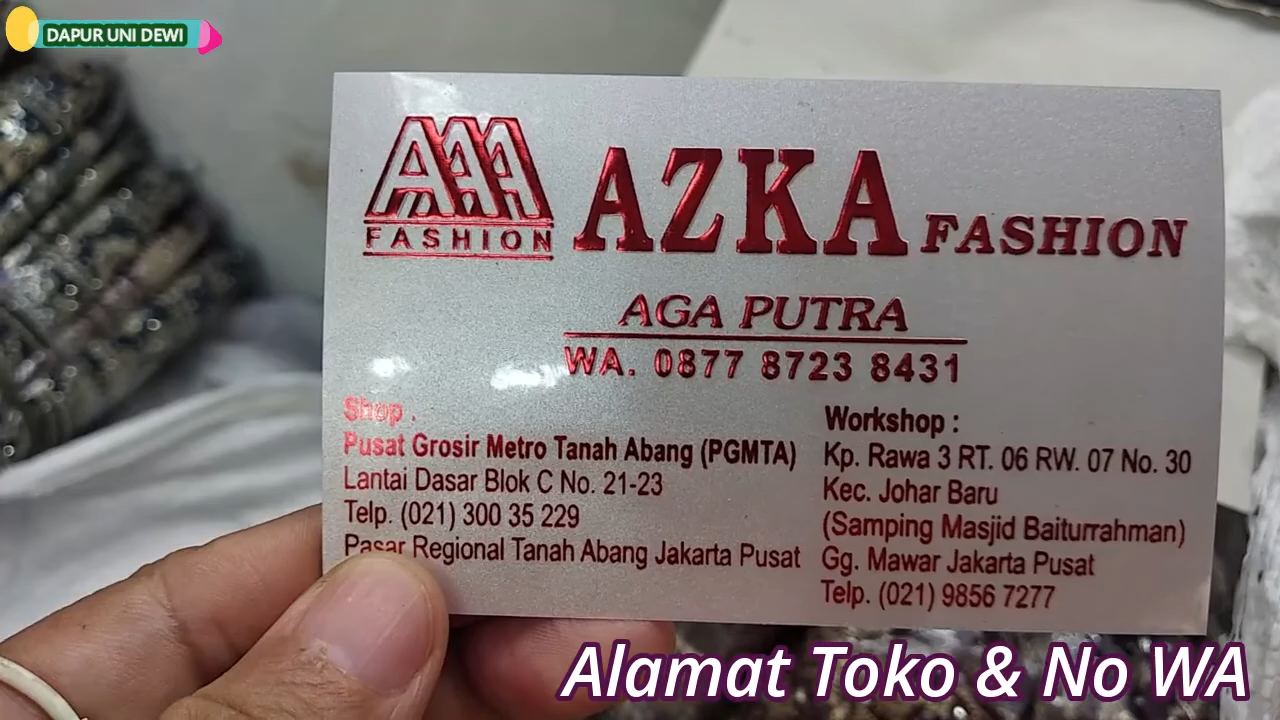 DAPUR UNI DEWI
AAA
FASHION
AZKA FASHION
AGA PUTRA
WA. 0877 8723 8431
Shop .
Pusat Grosir Metro Tanah Abang (PGMTA)
Lantai Dasar Blok C No. 21-23
Telp. (021) 300 35 229
Pasar Regional Tanah Abang Jakarta Pusat
Workshop :
Kp. Rawa 3 RT. 06 RW. 07 No. 30
Kec. Johar Baru
(Samping Masjid Baiturrahman)
Gg. Mawar Jakarta Pusat
Telp. (021) 9856 7277
Alamat Toko & No WA